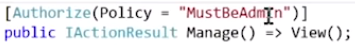 [Authorize(Policy = "MustBeAdmin")]
public IActionResult Manage() => View();